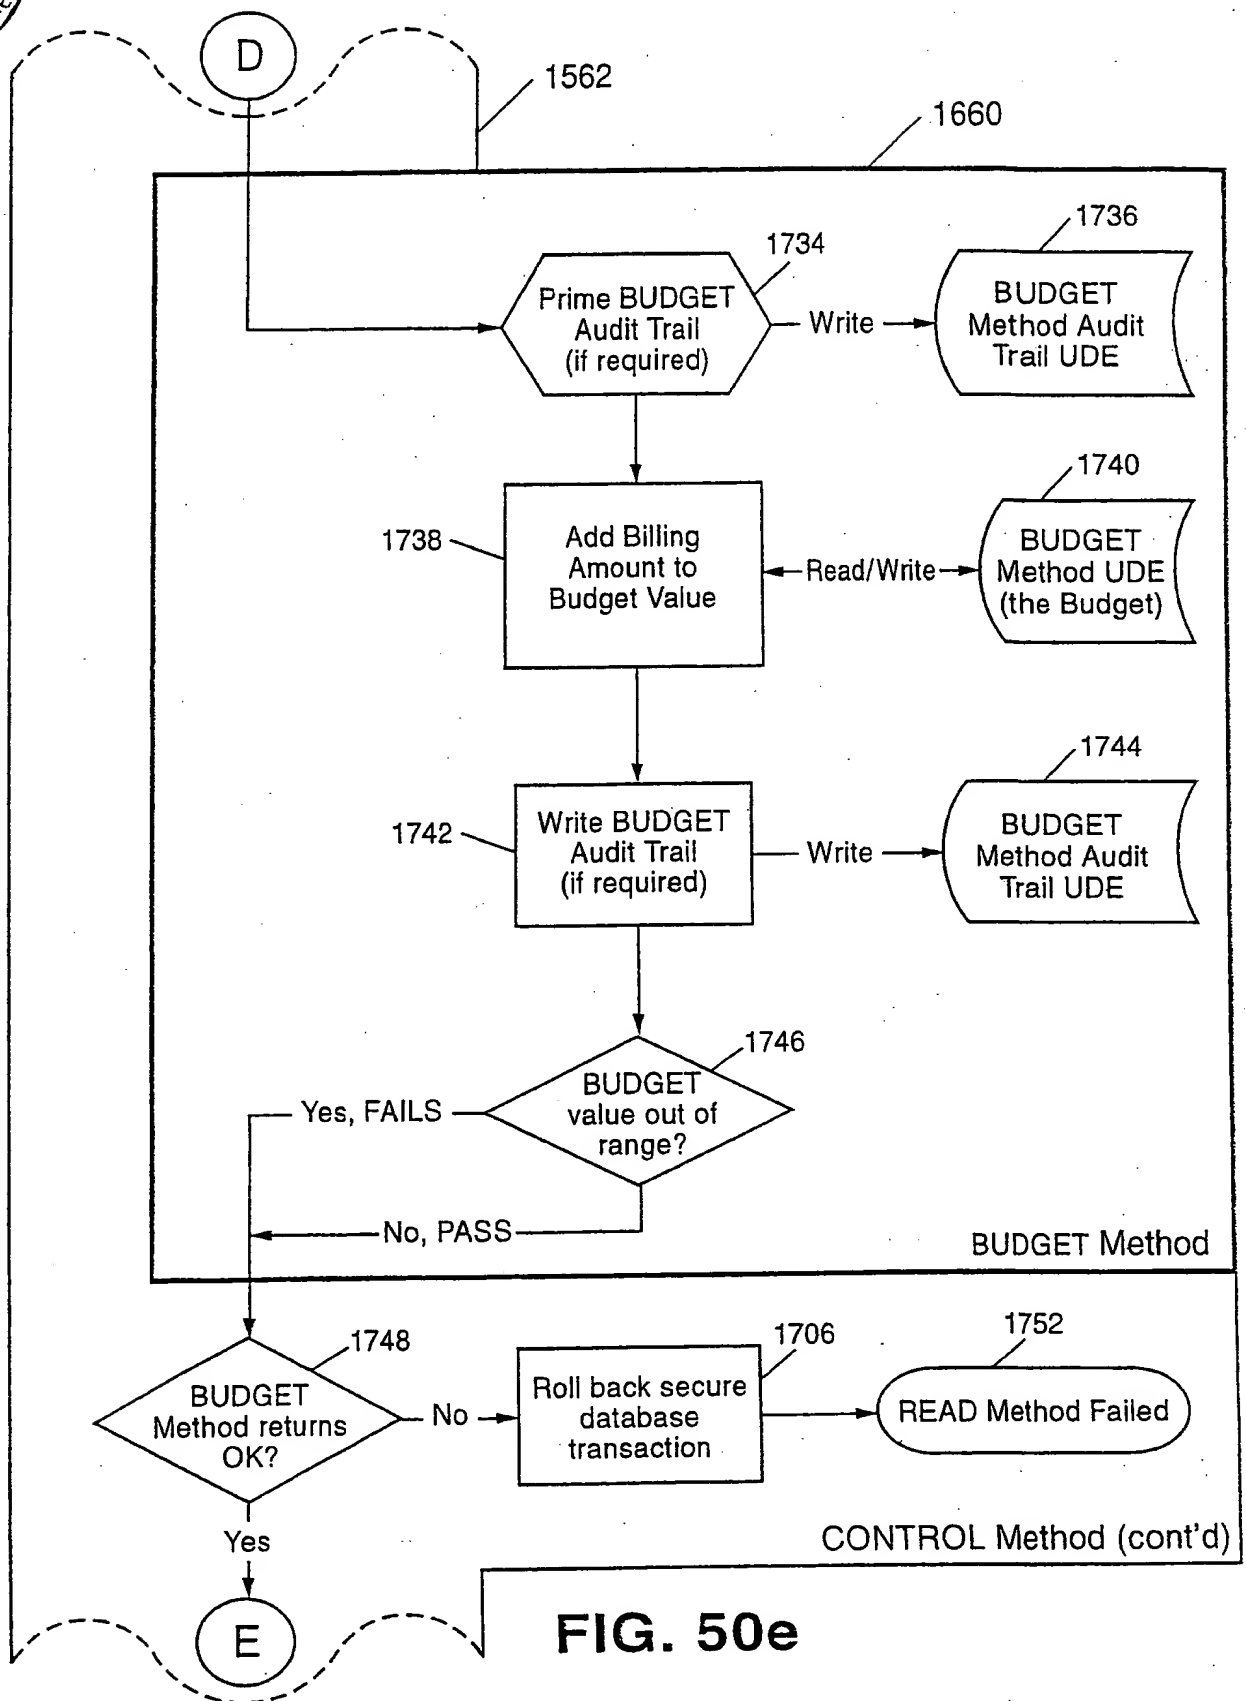 D
1562
1660
1736
1734
Prime BUDGET
Audit Trail
(if required)
Write
BUDGET
Method Audit
Trail UDE
1740
1738
Add Billing
Amount to
Budget Value
Read/Write
BUDGET
Method UDE
(the Budget)
1744
1742
Write BUDGET
Audit Trail
(if required)
Write
BUDGET
Method Audit
Trail UDE
1746
BUDGET
value out of
range?
Yes, FAILS
No, PASS
BUDGET Method
1748
BUDGET
Method returns
OK?
No
1706
Roll back secure
database
transaction
1752
READ Method Failed
Yes
CONTROL Method (cont'd)
E
FIG. 50e